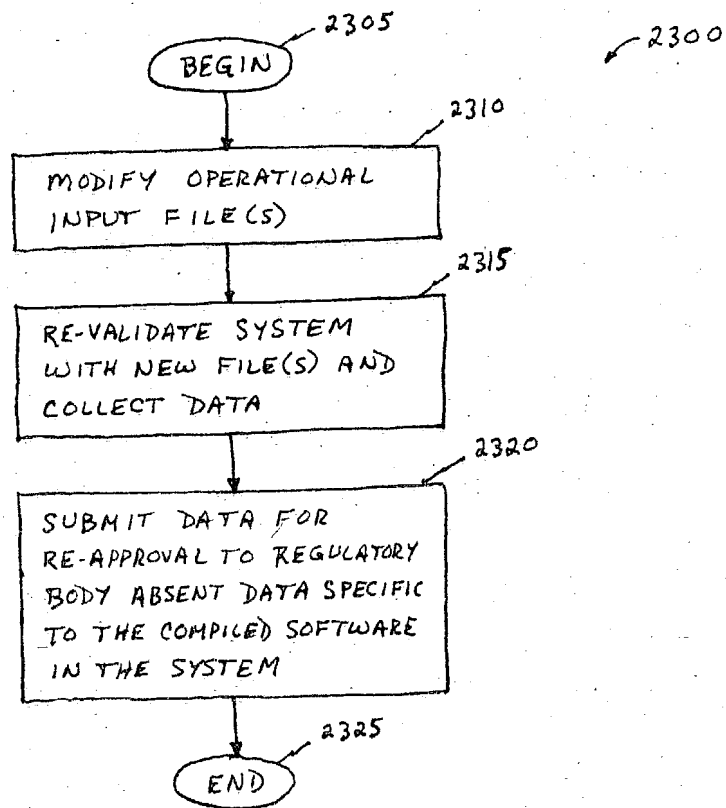 2305
2300
BEGIN
2310
MODIFY OPERATIONAL
INPUT FILE(S)
2315
RE-VALIDATE SYSTEM
WITH NEW FILE(S) AND
COLLECT DATA
2320
SUBMIT DATA FOR
RE-APPROVAL TO REGULATORY
BODY ABSENT DATA SPECIFIC
TO THE COMPILED SOFTWARE
IN THE SYSTEM
2325
END